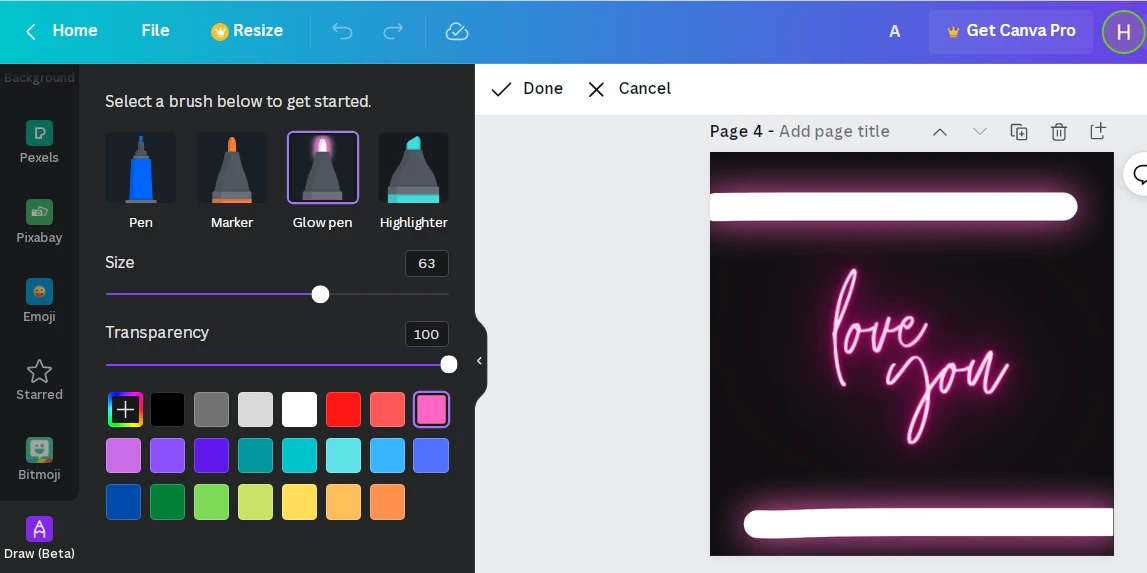 Home File Resize A Get Canva Pro H
Background
Pexels
Pixabay
Emoji
Starred
Bitmoji
Draw (Beta)
Select a brush below to get started.
Pen Marker Glow pen Highlighter
Size 63
Transparency 100
Done Cancel
Page 4 - Add page title
love
you